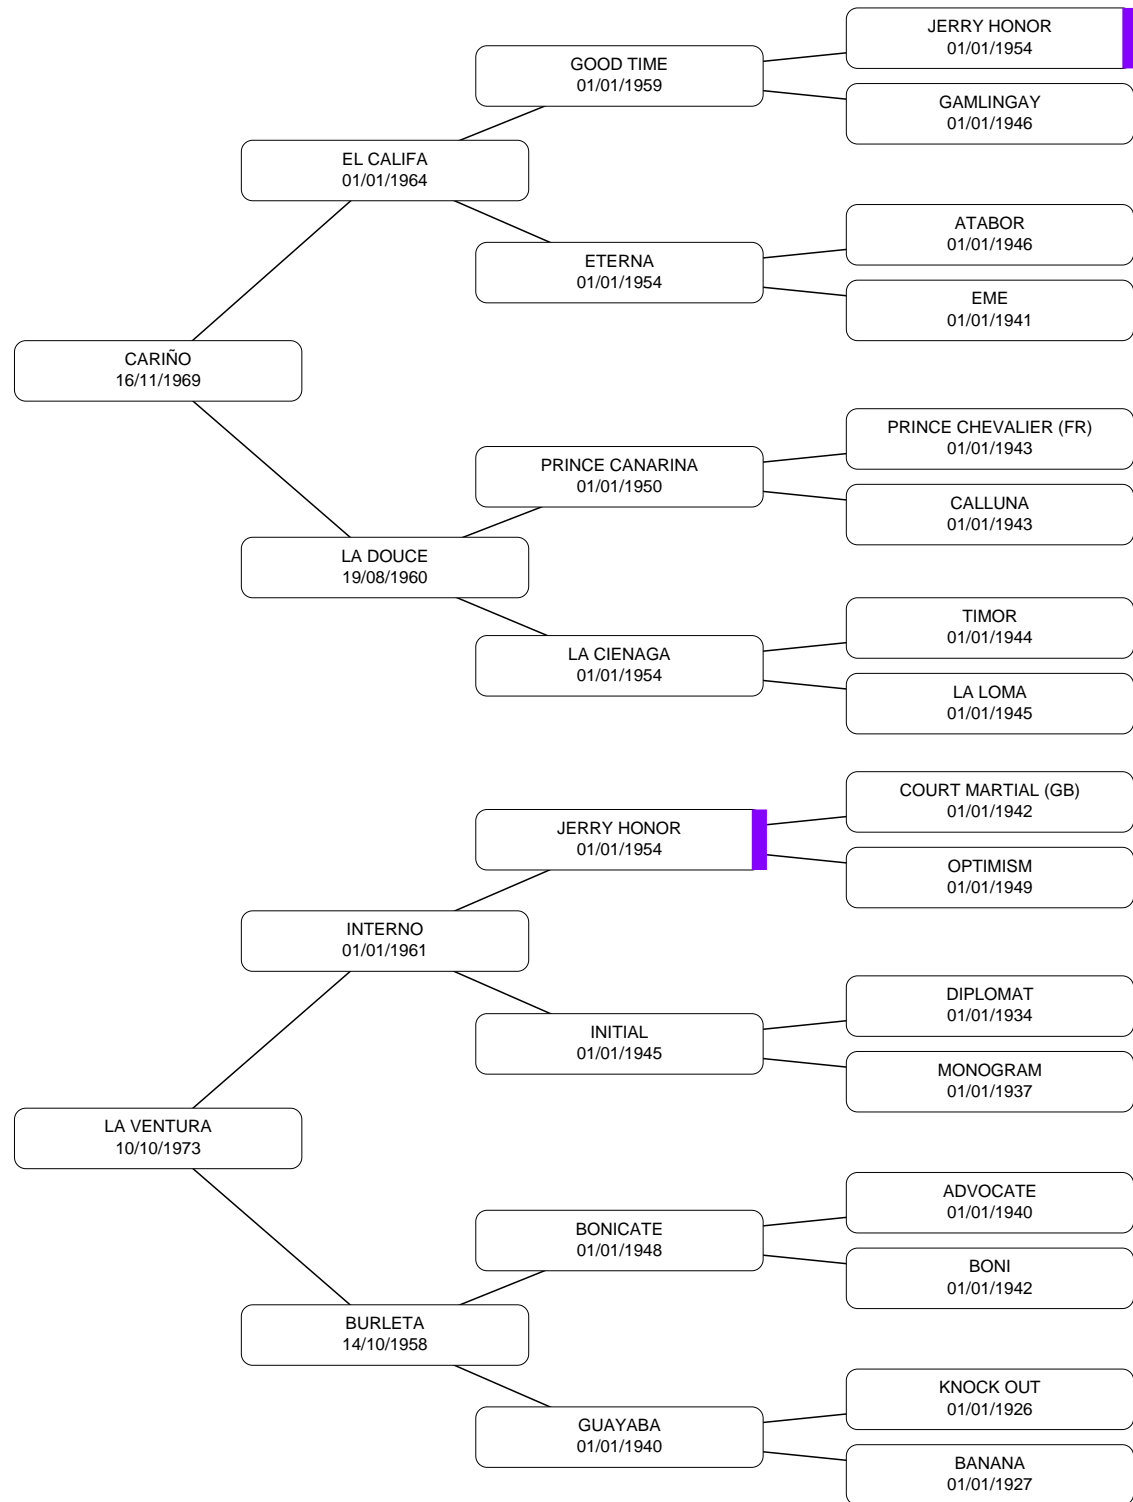 JERRY HONOR
01/01/1954
GOOD TIME
01/01/1959
GAMLINGAY
01/01/1946
EL CALIFA
01/01/1964
ATABOR
01/01/1946
ETERNA
01/01/1954
EME
01/01/1941
CARIÑO
16/11/1969
PRINCE CHEVALIER (FR)
01/01/1943
PRINCE CANARINA
01/01/1950
CALLUNA
01/01/1943
LA DOUCE
19/08/1960
TIMOR
01/01/1944
LA CIENAGA
01/01/1954
LA LOMA
01/01/1945
COURT MARTIAL (GB)
01/01/1942
JERRY HONOR
01/01/1954
OPTIMISM
01/01/1949
INTERNO
01/01/1961
DIPLOMAT
01/01/1934
INITIAL
01/01/1945
MONOGRAM
01/01/1937
LA VENTURA
10/10/1973
ADVOCATE
01/01/1940
BONICATE
01/01/1948
BONI
01/01/1942
BURLETA
14/10/1958
KNOCK OUT
01/01/1926
GUAYABA
01/01/1940
BANANA
01/01/1927